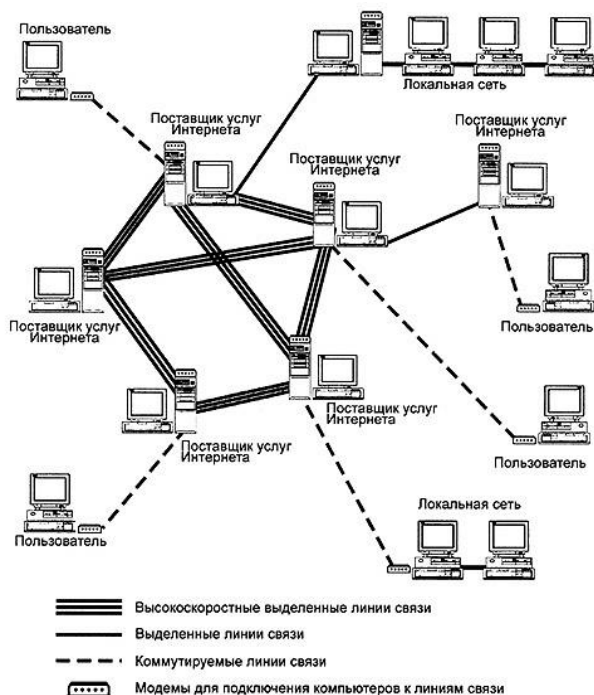 Пользователь
Локальная сеть
Поставщик услуг
Интернета
Поставщик услуг
Интернета
Поставщик услуг
Интернета
Пользователь
Поставщик услуг
Интернета
Поставщик услуг
Интернета
Поставщик услуг
Интернета
Пользователь
Локальная сеть
Пользователь
Высокоскоростные выделенные линии связи
Выделенные линии связи
Коммутируемые линии связи
Модемы для подключения компьютеров к линиям связи